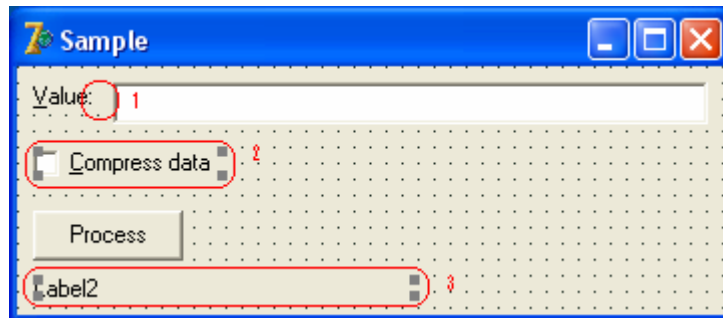 Sample
Value: 1
Compress data 2
Process
Label2 3